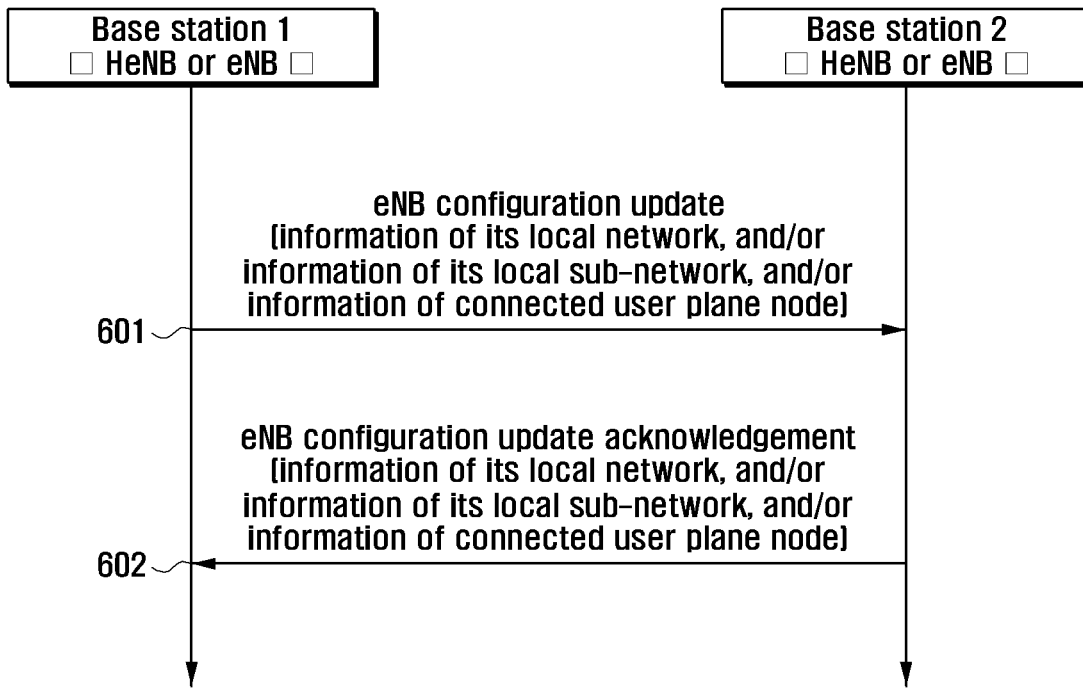 Base station 1
□ HeNB or eNB □
Base station 2
□ HeNB or eNB □
eNB configuration update
(information of its local network, and/or
information of its local sub-network, and/or
information of connected user plane node)
601
eNB configuration update acknowledgement
(information of its local network, and/or
information of its local sub-network, and/or
information of connected user plane node)
602